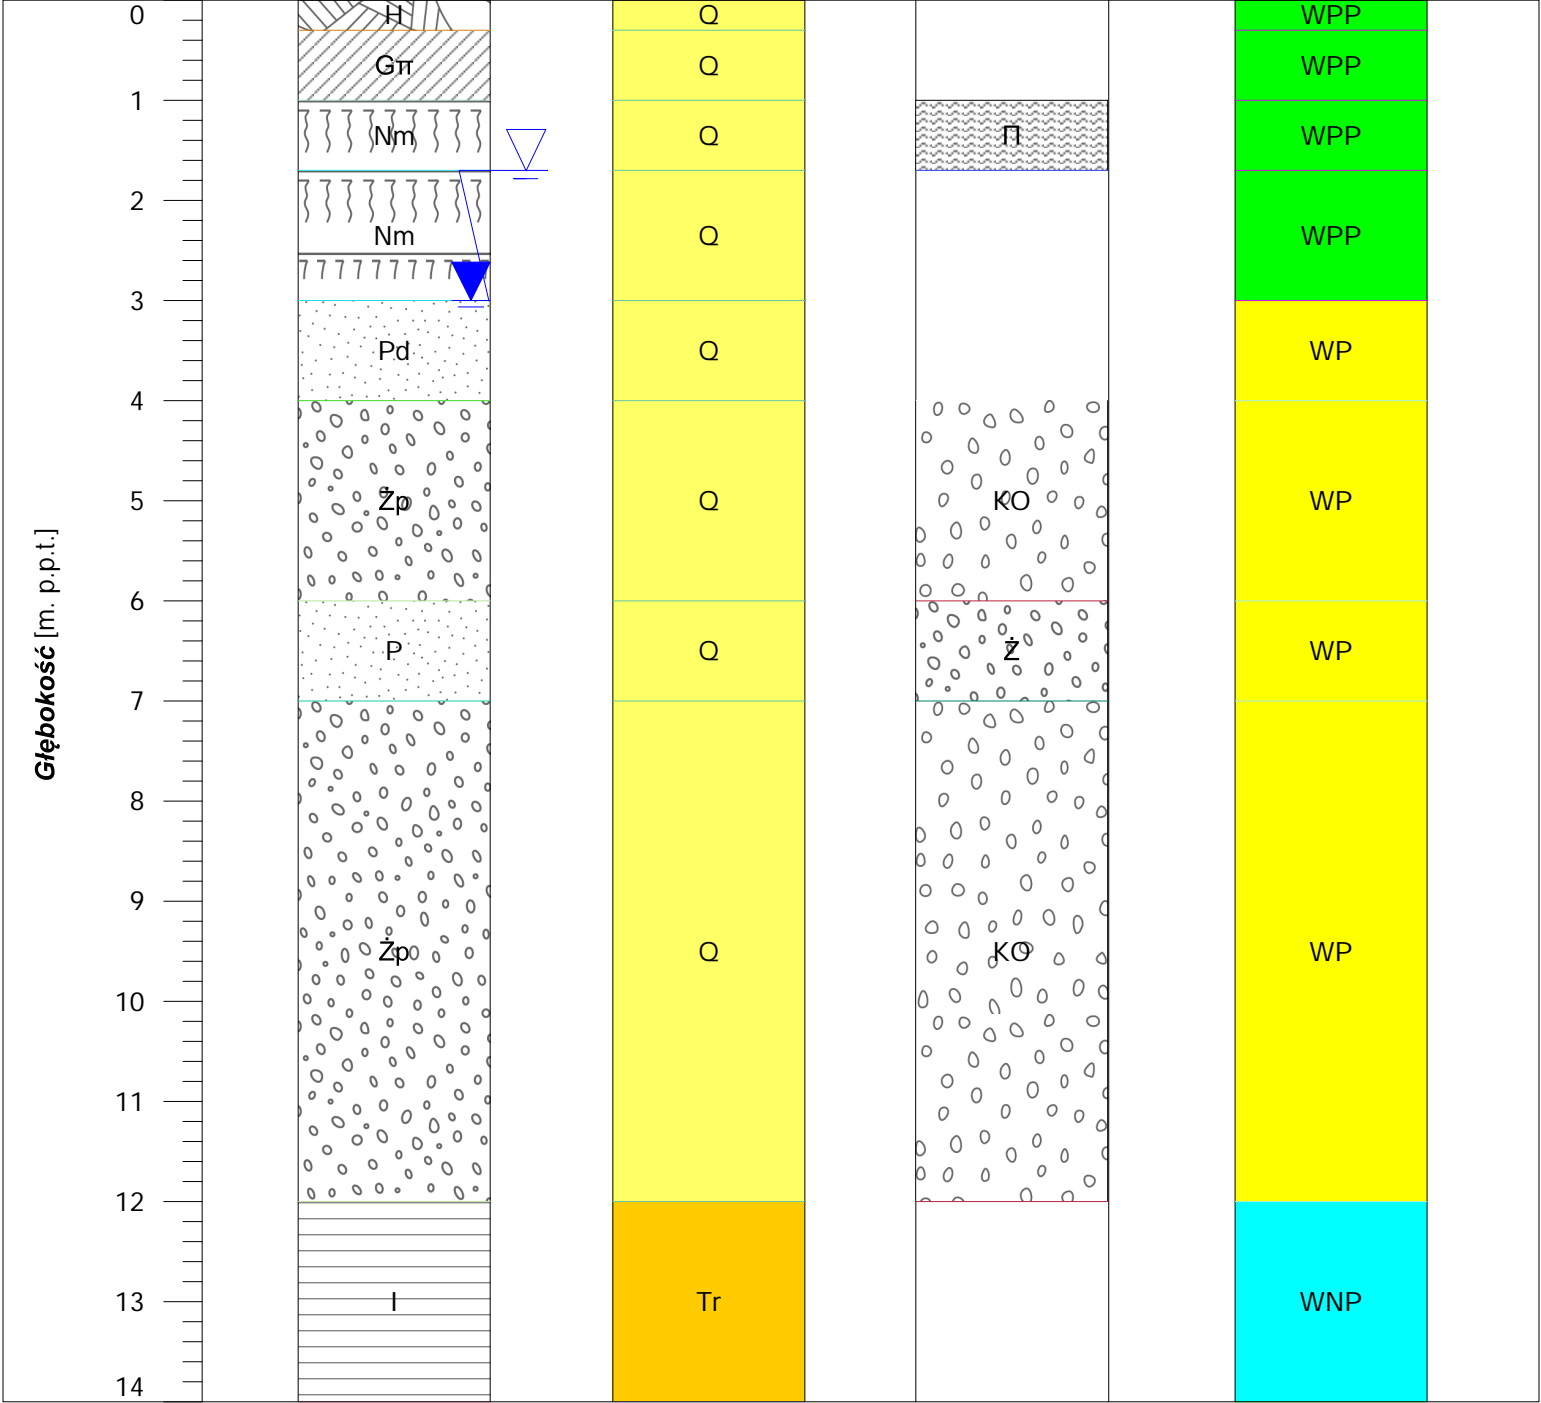 0 H Q WPP
Gπ Q WPP
1
Nm Q Π WPP
2
Nm Q WPP
3
Pd Q WP
4
5 Żp Q KO WP
6
P Q Ż WP
7
Głębokość [m. p.p.t.]
8
9
Żp Q KO WP
10
11
12
13 I Tr WNP
14